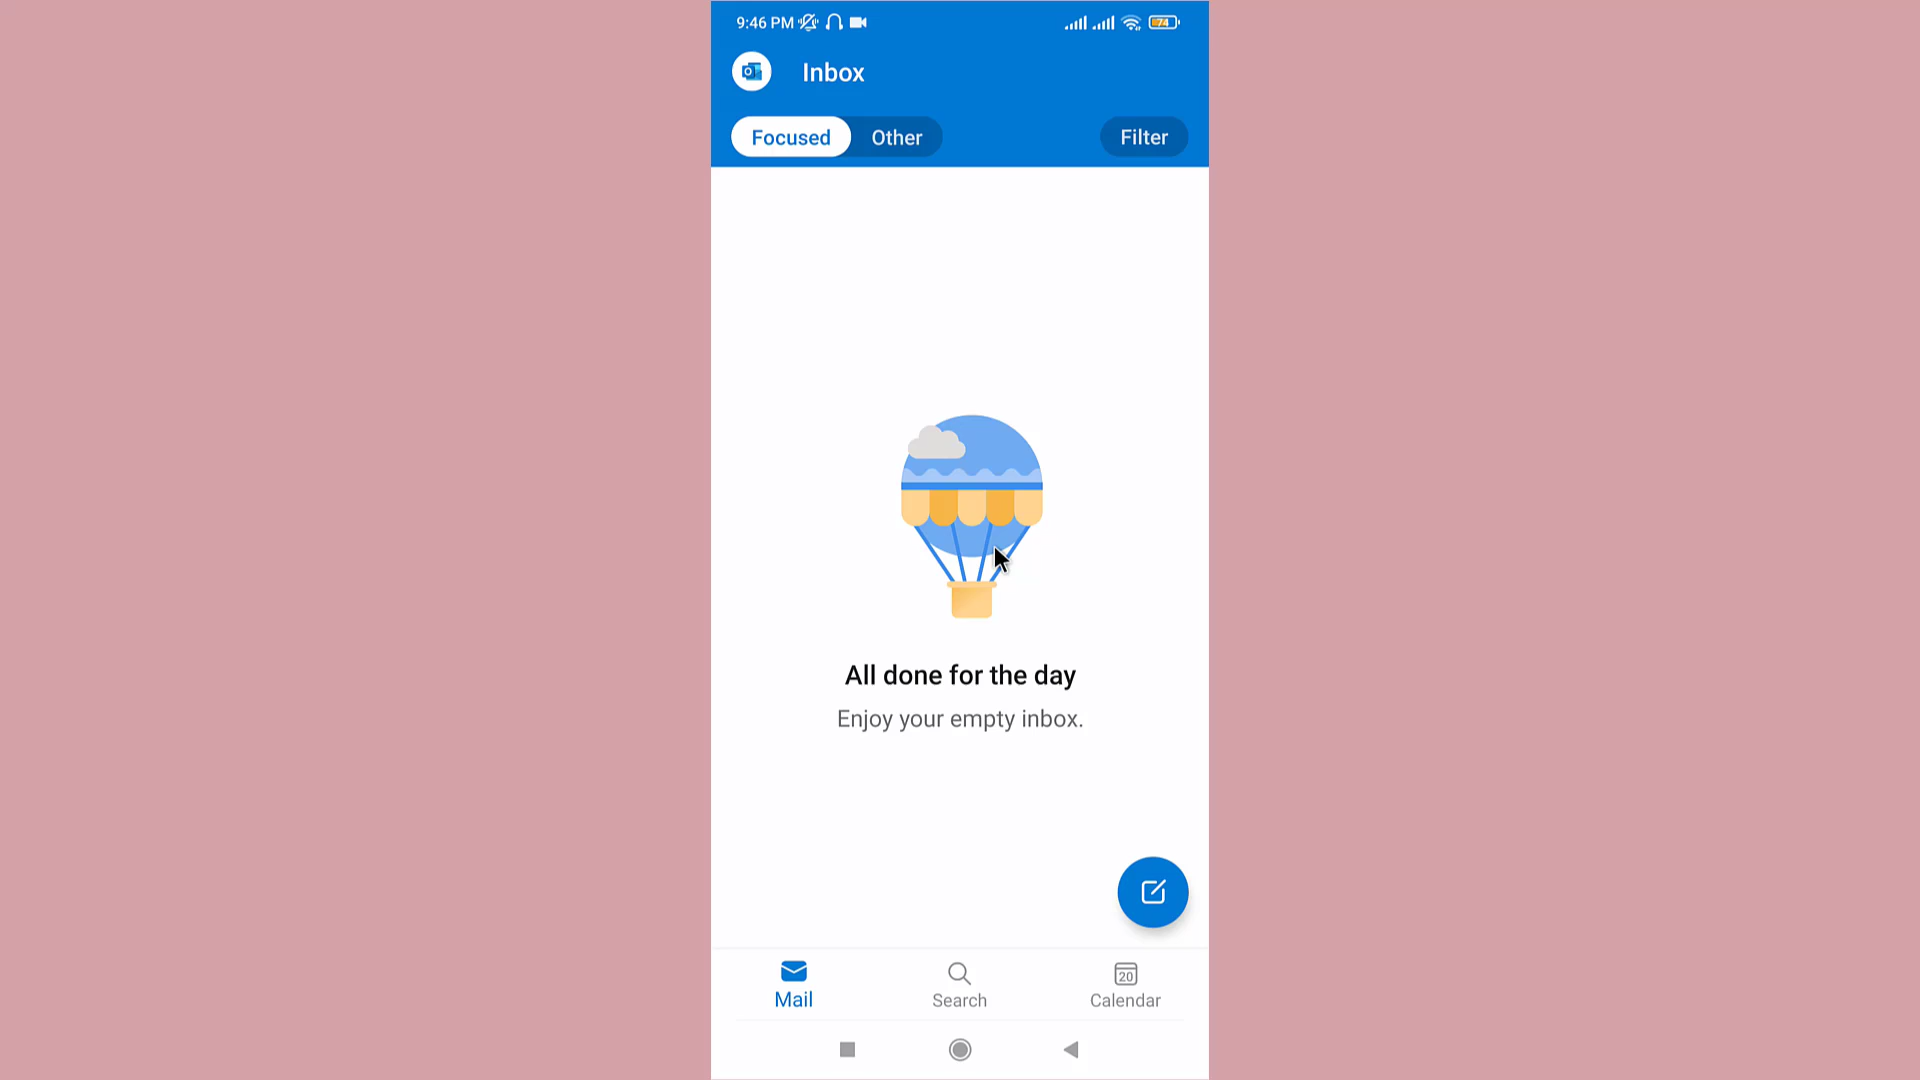 9:46 PM 74
Inbox
Focused Other Filter
All done for the day
Enjoy your empty inbox.
20
Mail Search Calendar